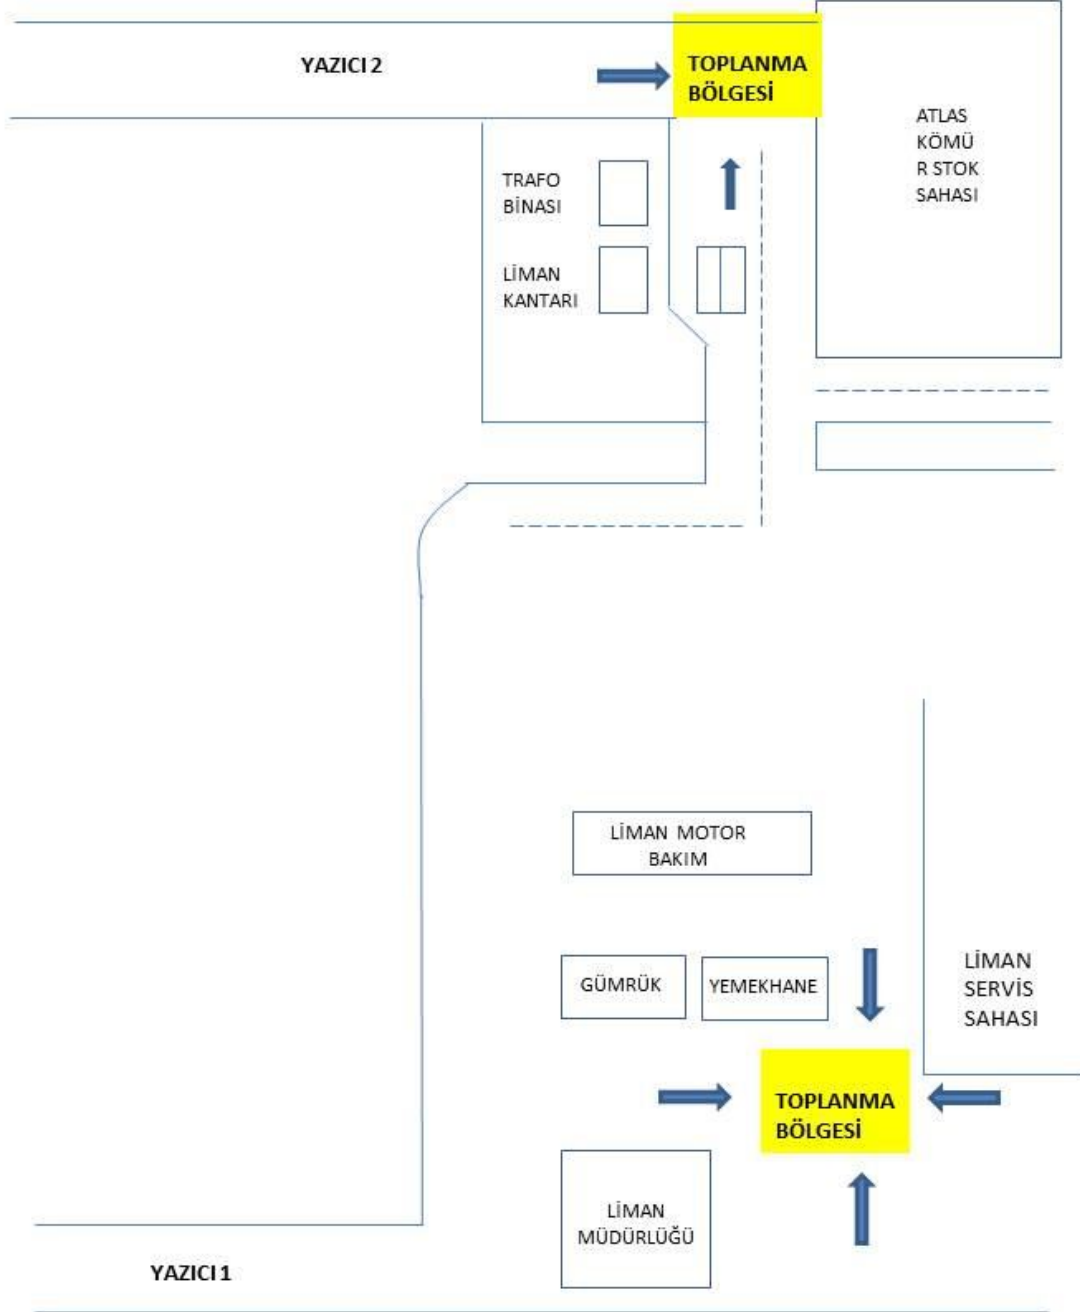 YAZICI 2
TOPLANMA
BÖLGESİ
ATLAS
KÖMÜ
R STOK
SAHASI
TRAFO
BİNASI
LİMAN
KANTARI
LİMAN MOTOR
BAKIM
GÜMRÜK
YEMEKHANE
LİMAN
SERVİS
SAHASI
TOPLANMA
BÖLGESİ
LİMAN
MÜDÜRLÜĞÜ
YAZICI 1